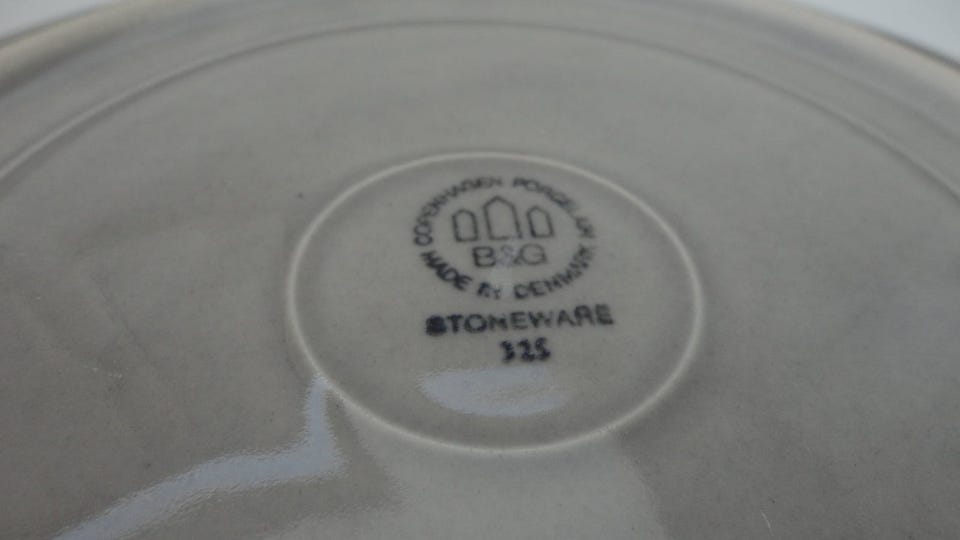 COPENHAGEN PORCELAIN
B&G
MADE IN DENMARK
STONEWARE
325